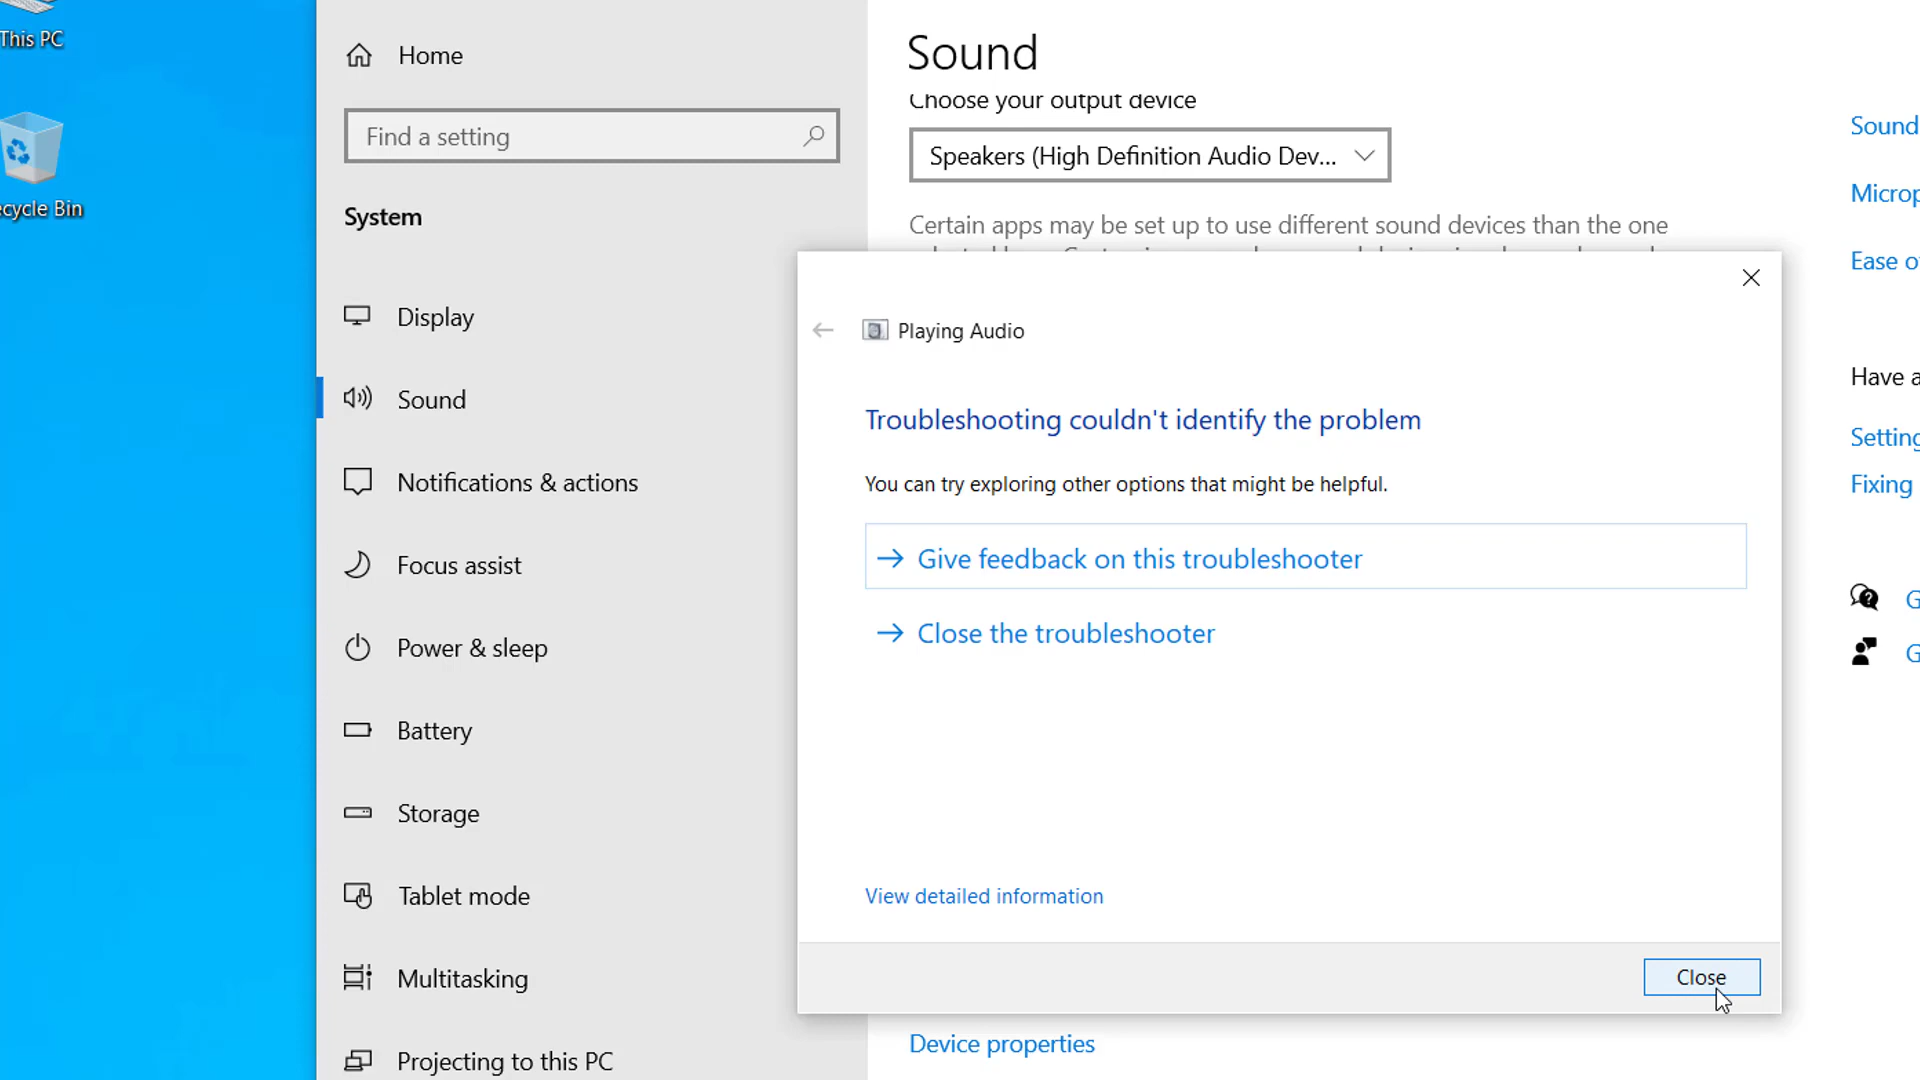 This PC
ecycle Bin
Home
Find a setting
System
Display
Sound
Notifications & actions
Focus assist
Power & sleep
Battery
Storage
Tablet mode
Multitasking
Projecting to this PC
Sound
Choose your output device
Speakers (High Definition Audio Dev...
Certain apps may be set up to use different sound devices than the one
Playing Audio
Troubleshooting couldn't identify the problem
You can try exploring other options that might be helpful.
Give feedback on this troubleshooter
Close the troubleshooter
View detailed information
Close
Device properties
Sound
Microp
Ease o
Have a
Setting
Fixing
G
G